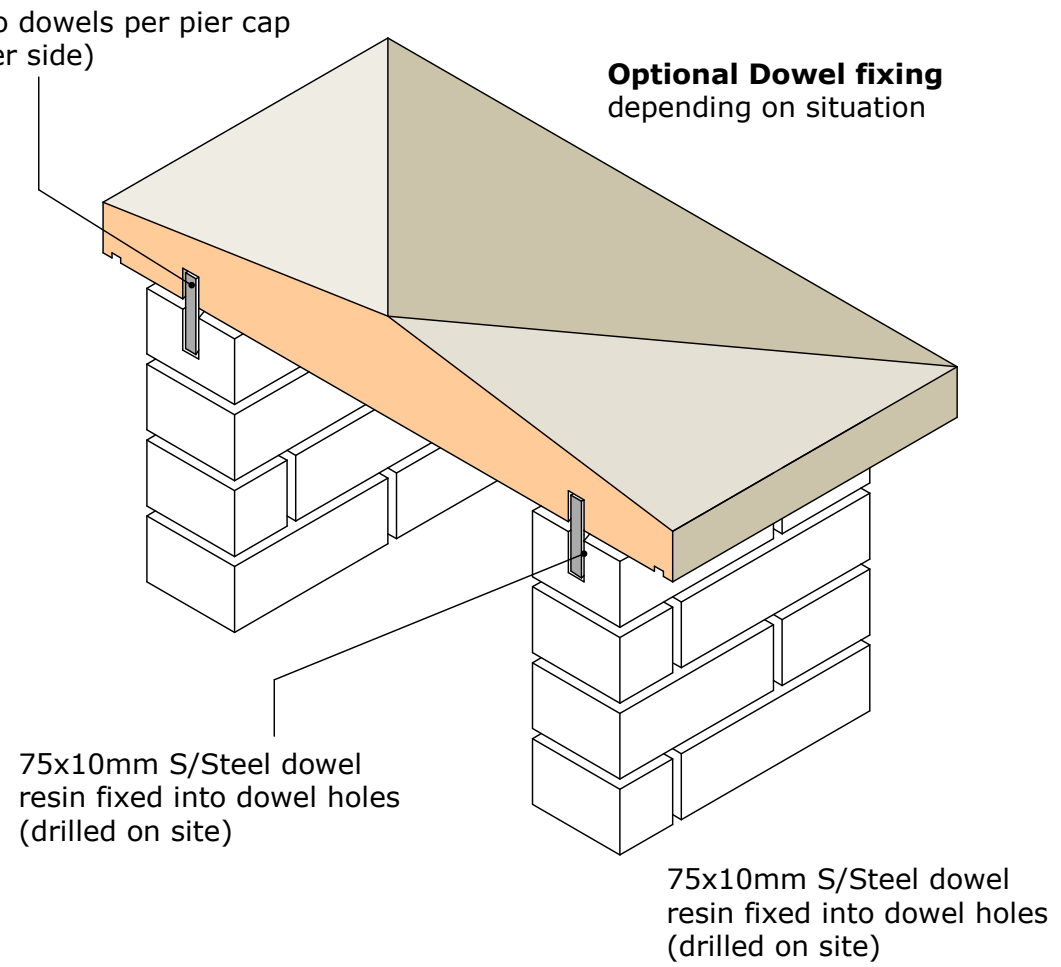 dowels per pier cap
side)
Optional Dowel fixing
depending on situation
75x10mm S/Steel dowel
resin fixed into dowel holes
(drilled on site)
75x10mm S/Steel dowel
resin fixed into dowel holes
(drilled on site)